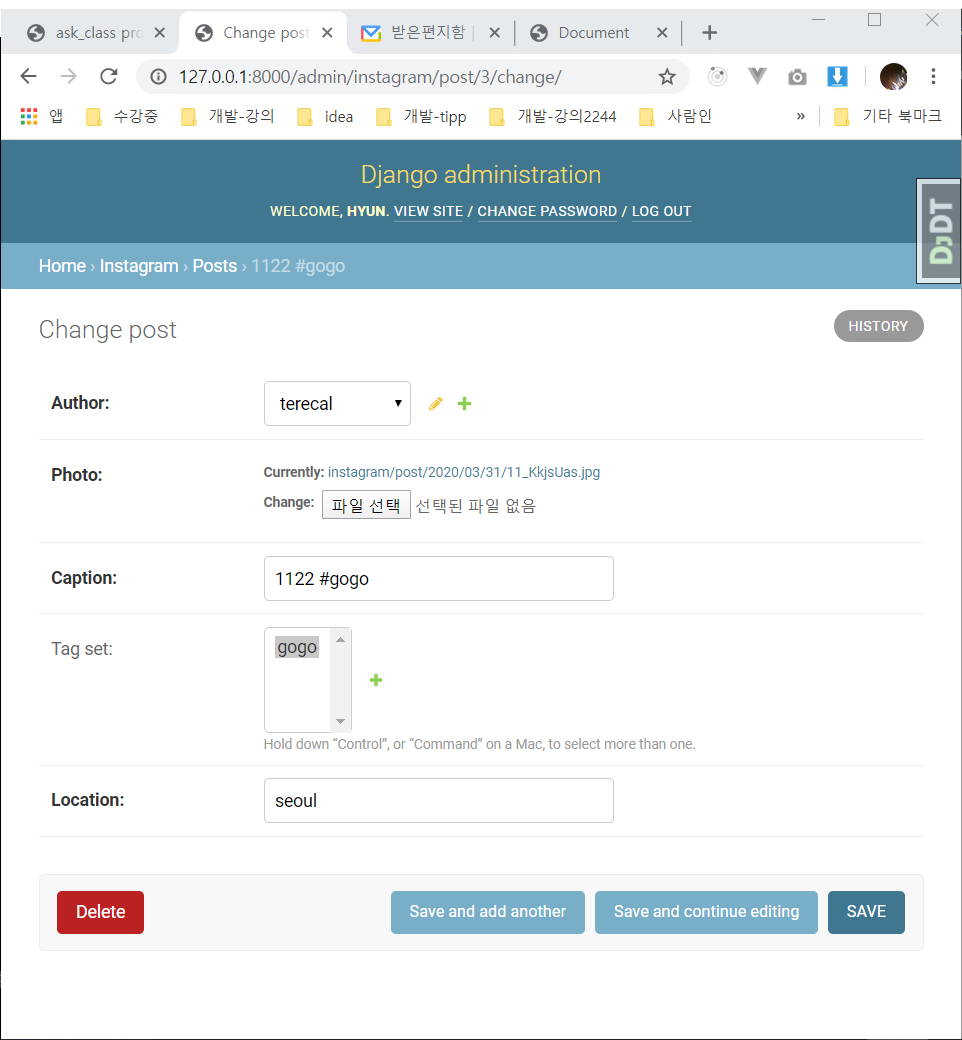 ask_class pro
Change post
받은편지함
Document
127.0.0.1:8000/admin/instagram/post/3/change/
앱 수강중 개발-강의 idea 개발-tipp 개발-강의2244 사람인 » 기타 북마크
Django administration
WELCOME, HYUN. VIEW SITE / CHANGE PASSWORD / LOG OUT
DjDT
Home › Instagram › Posts › 1122 #gogo
Change post
HISTORY
Author: terecal
Photo: Currently: instagram/post/2020/03/31/11_KkjsUas.jpg
Change: 파일 선택 선택된 파일 없음
Caption: 1122 #gogo
Tag set: gogo
Hold down “Control”, or “Command” on a Mac, to select more than one.
Location: seoul
Delete Save and add another Save and continue editing SAVE